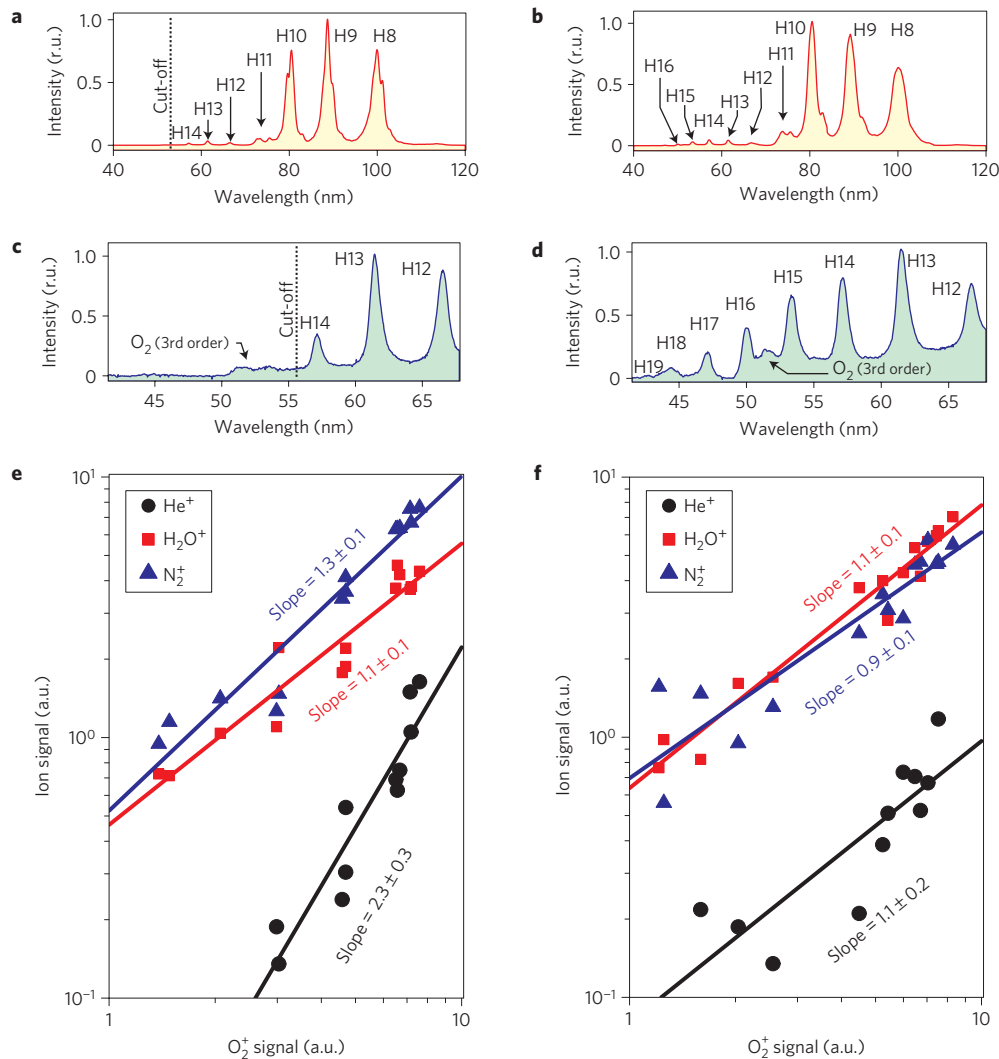 a
Intensity (r.u.)
1.0
0.5
0
Cut-off
H14
H13
H12
H11
H10
H9
H8
40 60 80 100 120
Wavelength (nm)
b
Intensity (r.u.)
1.0
0.5
0
H16
H15
H14
H13
H12
H11
H10
H9
H8
40 60 80 100 120
Wavelength (nm)
c
Intensity (r.u.)
1.0
0.5
0
O2 (3rd order)
Cut-off
H14
H13
H12
45 50 55 60 65
Wavelength (nm)
d
Intensity (r.u.)
1.0
0.5
0
H19
H18
H17
H16
H15
H14
H13
H12
O2 (3rd order)
45 50 55 60 65
Wavelength (nm)
e
Ion signal (a.u.)
10^1
10^0
10^-1
He+
H2O+
N2+
Slope = 1.3 ± 0.1
Slope = 1.1 ± 0.1
Slope = 2.3 ± 0.3
1 10
O2+ signal (a.u.)
f
Ion signal (a.u.)
10^1
10^0
10^-1
He+
H2O+
N2+
Slope = 1.1 ± 0.1
Slope = 0.9 ± 0.1
Slope = 1.1 ± 0.2
1 10
O2+ signal (a.u.)